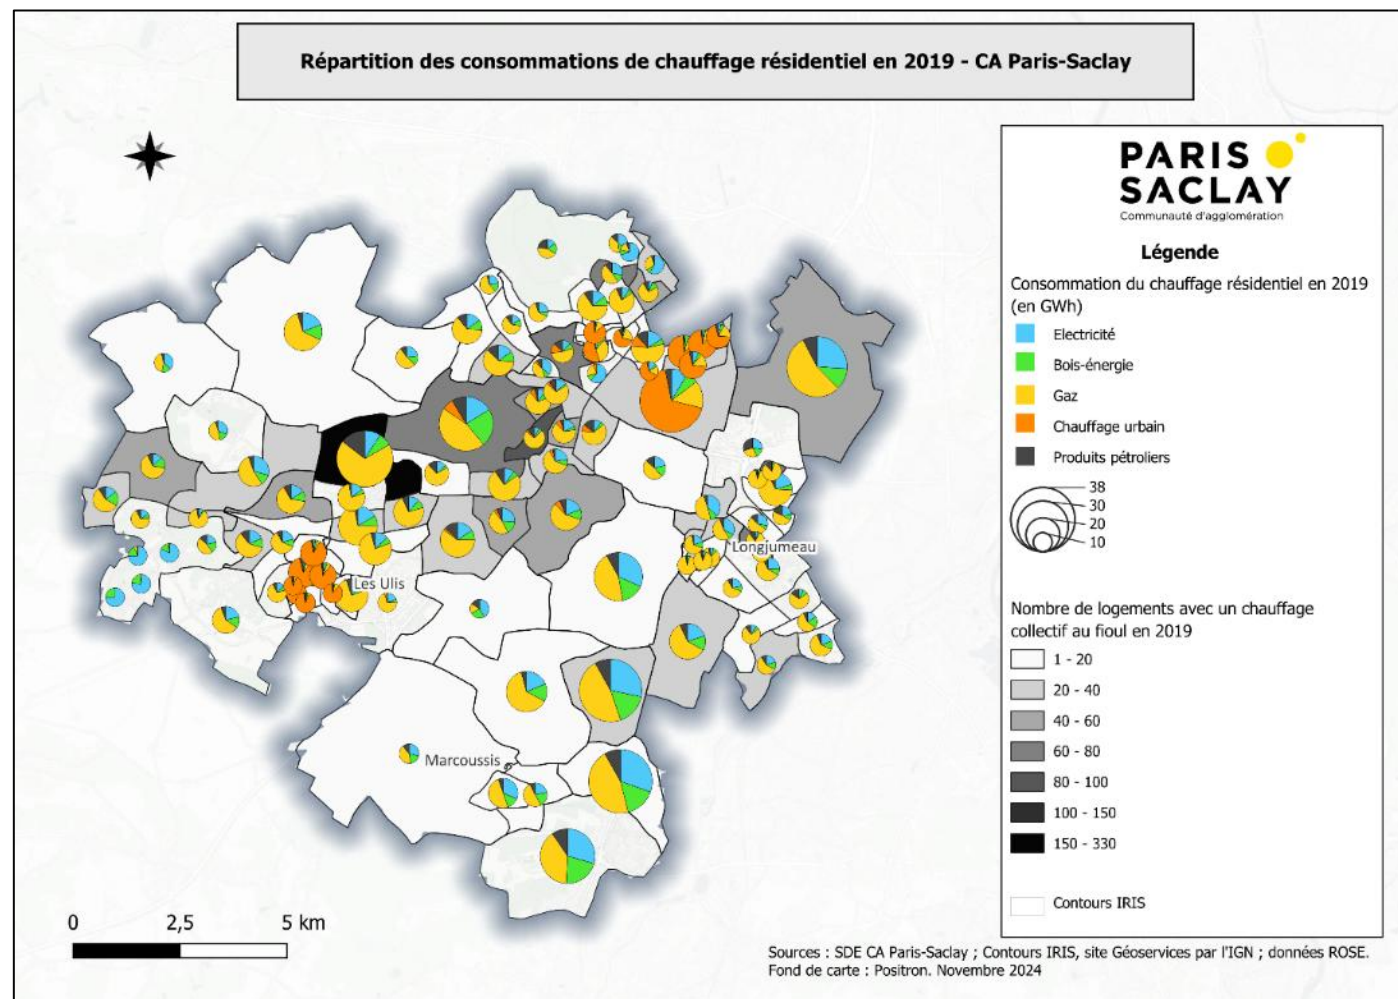 Répartition des consommations de chauffage résidentiel en 2019 - CA Paris-Saclay
PARIS
SACLAY
Communauté d'agglomération
Légende
Consommation du chauffage résidentiel en 2019
(en GWh)
Electricité
Bois-énergie
Gaz
Chauffage urbain
Produits pétroliers
38
30
20
10
Nombre de logements avec un chauffage
collectif au fioul en 2019
1 - 20
20 - 40
40 - 60
60 - 80
80 - 100
100 - 150
150 - 330
Contours IRIS
Longjumeau
Les Ulis
Marcoussis
0 2,5 5 km
Sources : SDE CA Paris-Saclay ; Contours IRIS, site Géoservices par l'IGN ; données ROSE.
Fond de carte : Positron. Novembre 2024